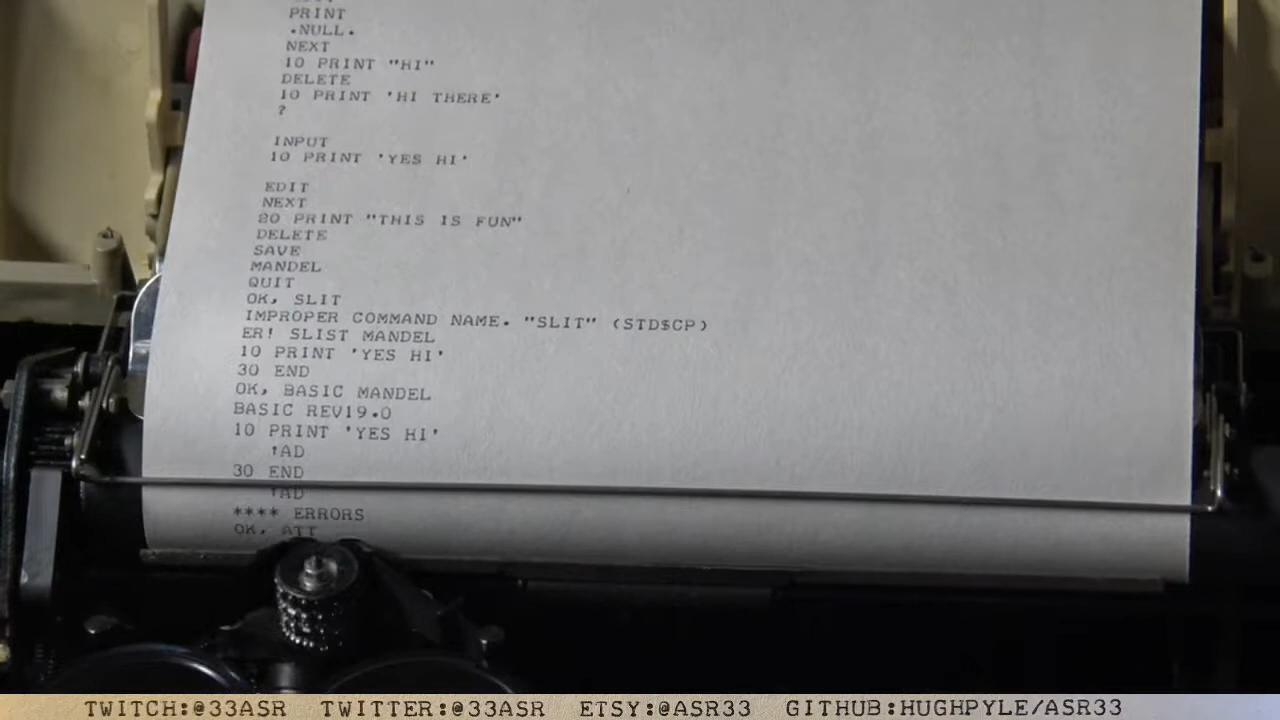 PRINT
.NULL.
NEXT
10 PRINT "HI"
DELETE
10 PRINT 'HI THERE'
?
INPUT
10 PRINT 'YES HI'
EDIT
NEXT
20 PRINT "THIS IS FUN"
DELETE
SAVE
MANDEL
QUIT
OK, SLIT
IMPROPER COMMAND NAME. "SLIT" (STD$CP)
ER! SLIST MANDEL
10 PRINT 'YES HI'
30 END
OK, BASIC MANDEL
BASIC REV19.0
10 PRINT 'YES HI'
↑AD
30 END
↑AD
**** ERRORS
OK, ATT
TWITCH:@33ASR TWITTER:@33ASR ETSY:@ASR33 GITHUB:HUGHPYLE/ASR33